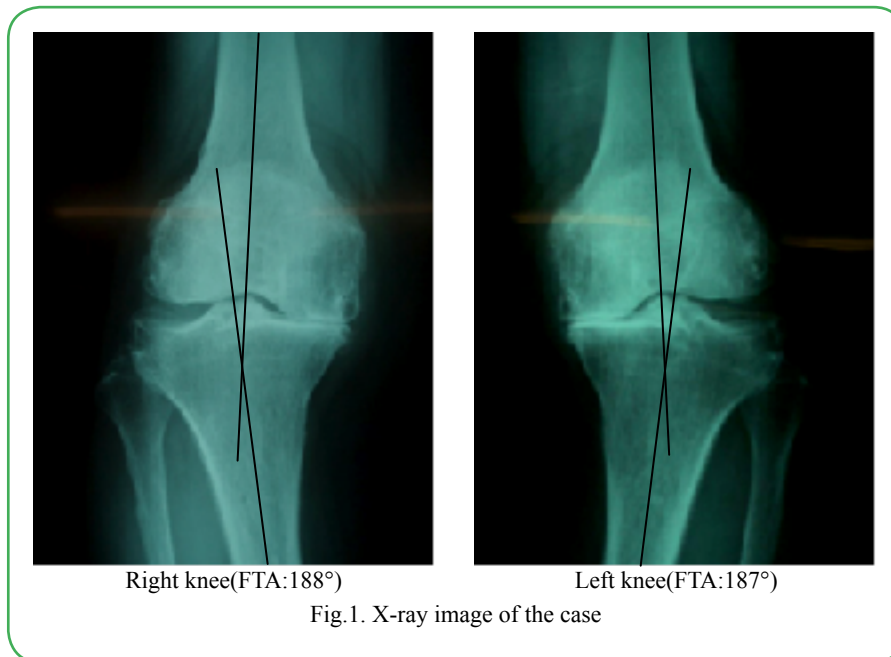 Right knee(FTA:188°)
Left knee(FTA:187°)
Fig.1. X-ray image of the case